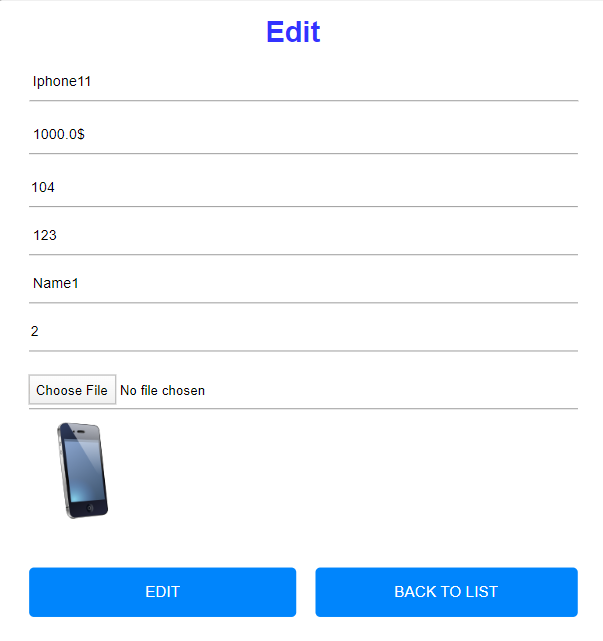 Edit
Iphone11
1000.0$
104
123
Name1
2
Choose File No file chosen
EDIT
BACK TO LIST